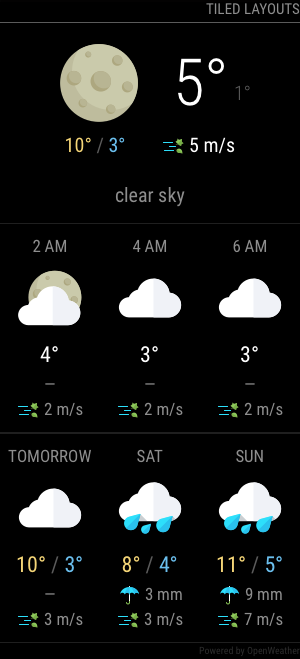 TILED LAYOUTS
5° 1°
10° / 3° 5 m/s
clear sky
2 AM 4 AM 6 AM
4° 3° 3°
– – –
2 m/s 2 m/s 2 m/s
TOMORROW SAT SUN
10° / 3° 8° / 4° 11° / 5°
– 3 mm 9 mm
3 m/s 3 m/s 7 m/s
Powered by OpenWeather